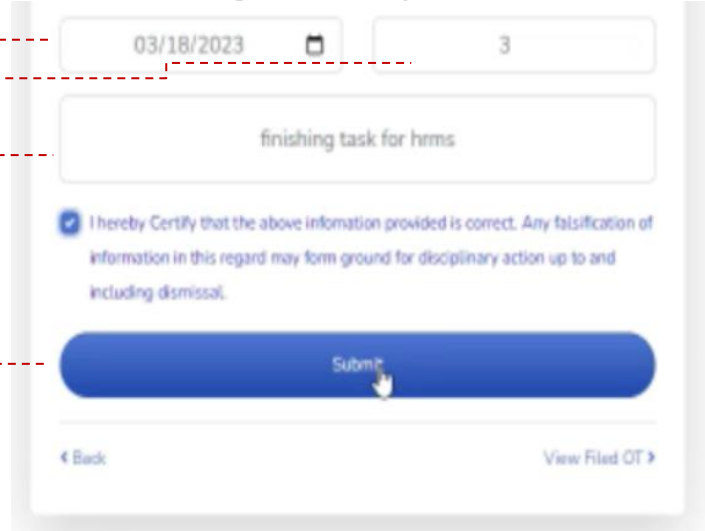 03/18/2023 3
finishing task for hrms
I hereby Certify that the above infomation provided is correct. Any falsification of
information in this regard may form ground for disciplinary action up to and
including dismissal.
Submit
Back View Filed OT